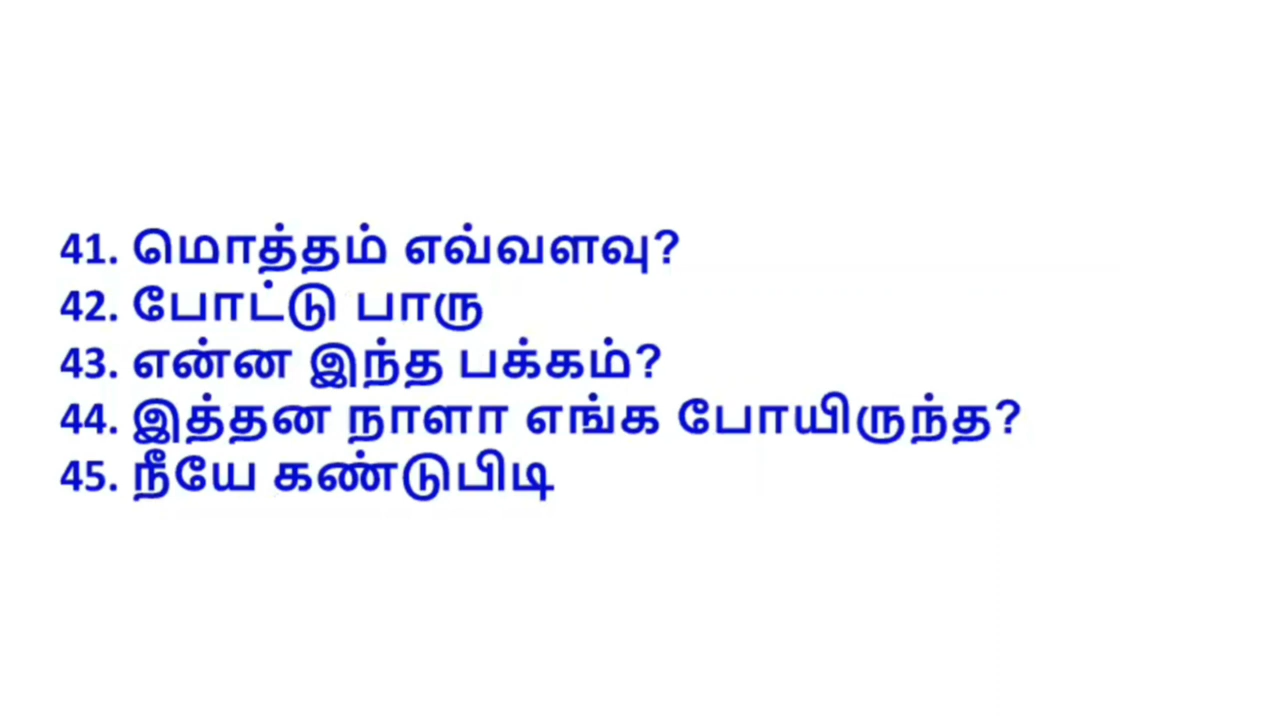 41. மொத்தம் எவ்வளவு?
42. போட்டு பாரு
43. என்ன இந்த பக்கம்?
44. இத்தன நாளா எங்க போயிருந்த?
45. நீயே கண்டுபிடி